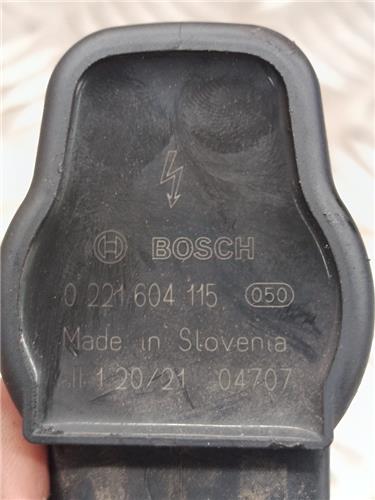 BOSCH
0 221 604 115 050
Made in Slovenia
1 20/21 04707